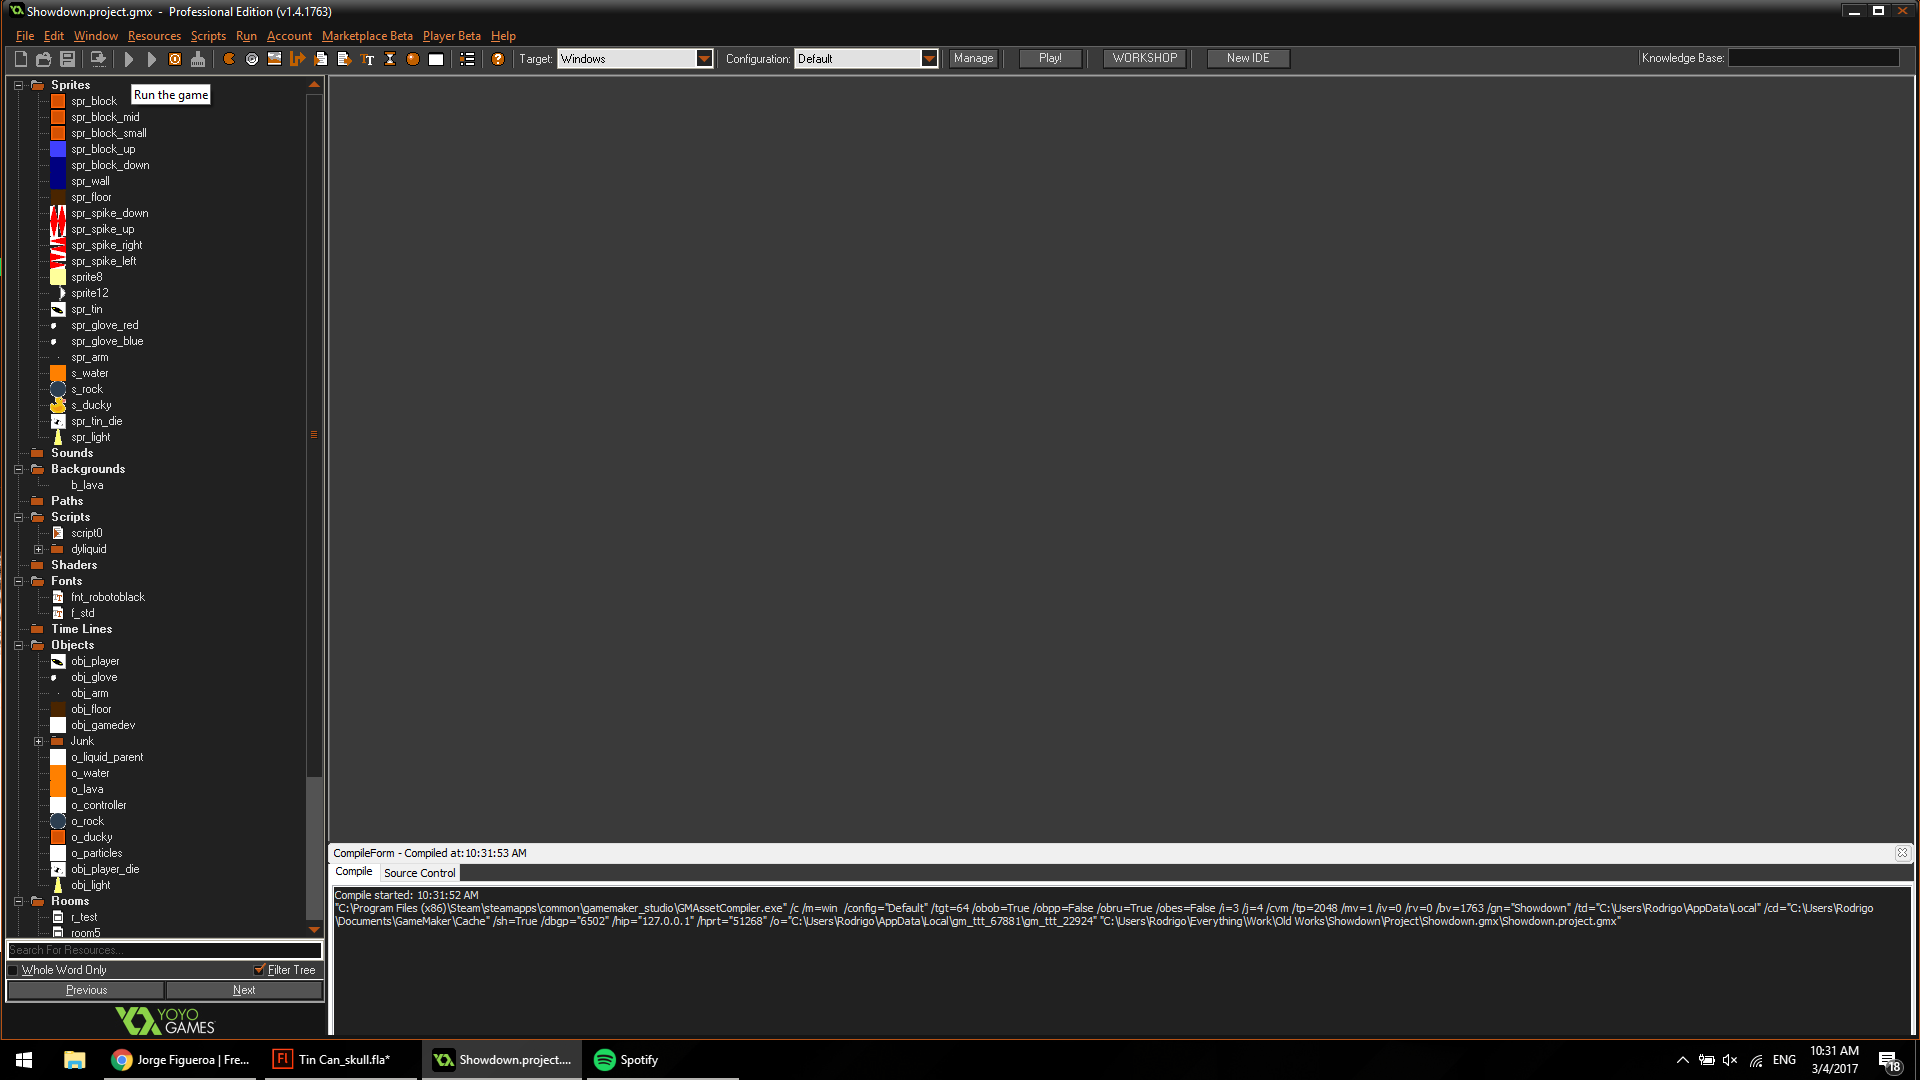 Showdown.project.gmx - Professional Edition (v1.4.1763)
File Edit Window Resources Scripts Run Account Marketplace Beta Player Beta Help
Target: Windows Configuration: Default Manage Play! WORKSHOP New IDE Knowledge Base:
Sprites
Run the game
spr_block
spr_block_mid
spr_block_small
spr_block_up
spr_block_down
spr_wall
spr_floor
spr_spike_down
spr_spike_up
spr_spike_right
spr_spike_left
sprite8
sprite12
spr_tin
spr_glove_red
spr_glove_blue
spr_arm
s_water
s_rock
s_ducky
spr_tin_die
spr_light
Sounds
Backgrounds
b_lava
Paths
Scripts
script0
dyliquid
Shaders
Fonts
fnt_robotoblack
f_std
Time Lines
Objects
obj_player
obj_glove
obj_arm
obj_floor
obj_gamedev
Junk
o_liquid_parent
o_water
o_lava
o_controller
o_rock
o_ducky
o_particles
obj_player_die
obj_light
Rooms
r_test
room5
Search For Resources...
Whole Word Only Filter Tree
Previous Next
YOYO
GAMES
CompileForm - Compiled at:10:31:53 AM
Compile Source Control
Compile started: 10:31:52 AM
"C:\Program Files (x86)\Steam\steamapps\common\gamemaker_studio\GMAssetCompiler.exe" /c /m=win /config="Default" /tgt=64 /obob=True /obpp=False /obru=True /obes=False /i=3 /j=4 /cvm /tp=2048 /mv=1 /iv=0 /rv=0 /bv=1763 /gn="Showdown" /td="C:\Users\Rodrigo\AppData\Local" /cd="C:\Users\Rodrigo
\Documents\GameMaker\Cache" /sh=True /dbgp="6502" /hip="127.0.0.1" /hprt="51268" /o="C:\Users\Rodrigo\AppData\Local\gm_ttt_67881\gm_ttt_22924" "C:\Users\Rodrigo\Everything\Work\Old Works\Showdown\Project\Showdown.gmx\Showdown.project.gmx"
Jorge Figueroa | Fre... Tin Can_skull.fla* Showdown.project.... Spotify
ENG
10:31 AM
3/4/2017
18